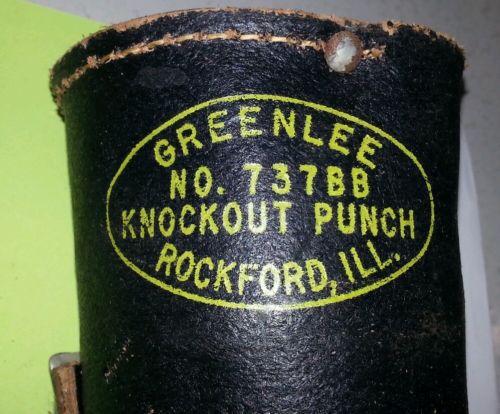 GREENLEE
NO. 737BB
KNOCKOUT PUNCH
ROCKFORD, ILL.